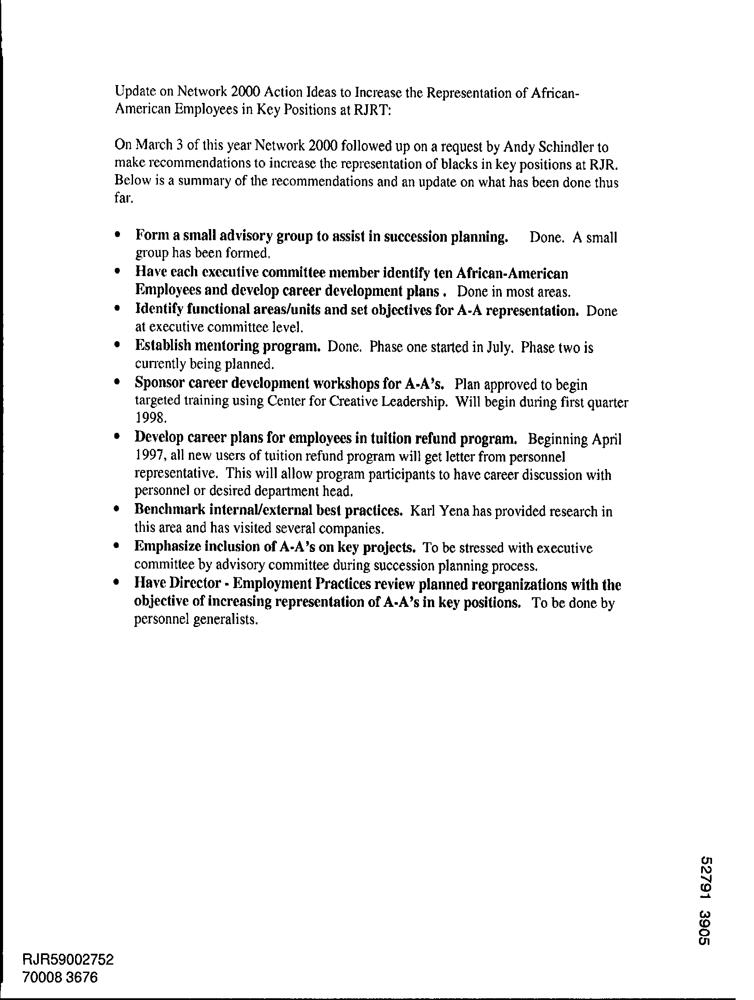 Update on Network 2000 Action Ideas to Increase the Representation of African-
American Employees in Key Positions at RJRT:
On March 3 of this year Network 2000 followed up on a request by Andy Schindler to
make recommendations to increase the representation of blacks in key positions at RJR.
Below is a summary of the recommendations and an update on what has been done thus
far.
• Form a small advisory group to assist in succession planning. Done. A small
group has been formed.
• Have each executive committee member identify ten African-American
Employees and develop career development plans . Done in most areas.
• Identify functional areas/units and set objectives for A-A representation. Done
at executive committee level.
• Establish mentoring program. Done. Phase one started in July. Phase two is
currently being planned.
• Sponsor career development workshops for A-A's. Plan approved to begin
targeted training using Center for Creative Leadership. Will begin during first quarter
1998.
• Develop career plans for employees in tuition refund program. Beginning April
1997, all new users of tuition refund program will get letter from personnel
representative. This will allow program participants to have career discussion with
personnel or desired department head.
• Benchmark internal/external best practices. Karl Yena has provided research in
this area and has visited several companies.
• Emphasize inclusion of A-A's on key projects. To be stressed with executive
committee by advisory committee during succession planning process.
• Have Director - Employment Practices review planned reorganizations with the
objective of increasing representation of A-A's in key positions. To be done by
personnel generalists.
52791 3905
RJR59002752
70008 3676